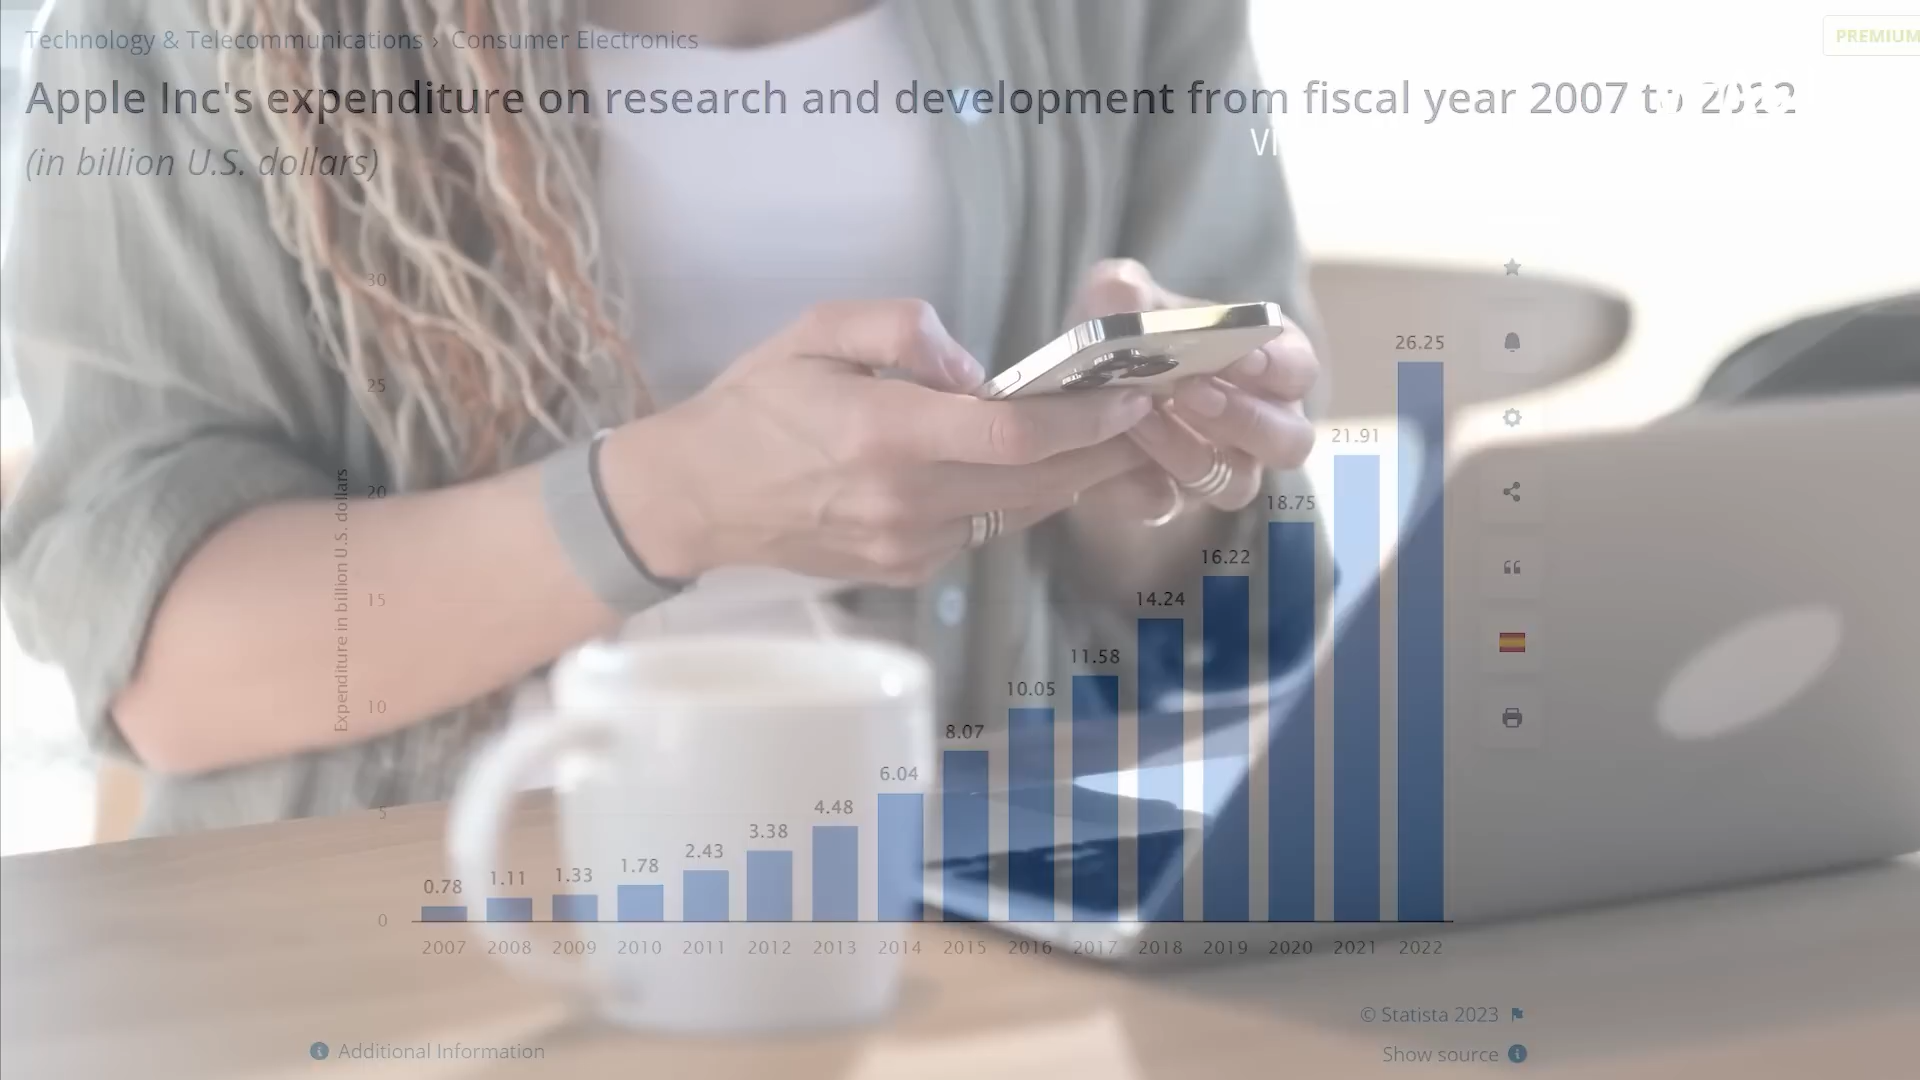 Technology & Telecommunications › Consumer Electronics
PREMIUM
Apple Inc's expenditure on research and development from fiscal year 2007 to 2022
(in billion U.S. dollars)
VI
Expenditure in billion U.S. dollars
30
25
20
15
10
5
0
0.78
1.11
1.33
1.78
2.43
3.38
4.48
6.04
8.07
10.05
11.58
14.24
16.22
18.75
21.91
26.25
2007 2008 2009 2010 2011 2012 2013 2014 2015 2016 2017 2018 2019 2020 2021 2022
© Statista 2023
Additional Information
Show source